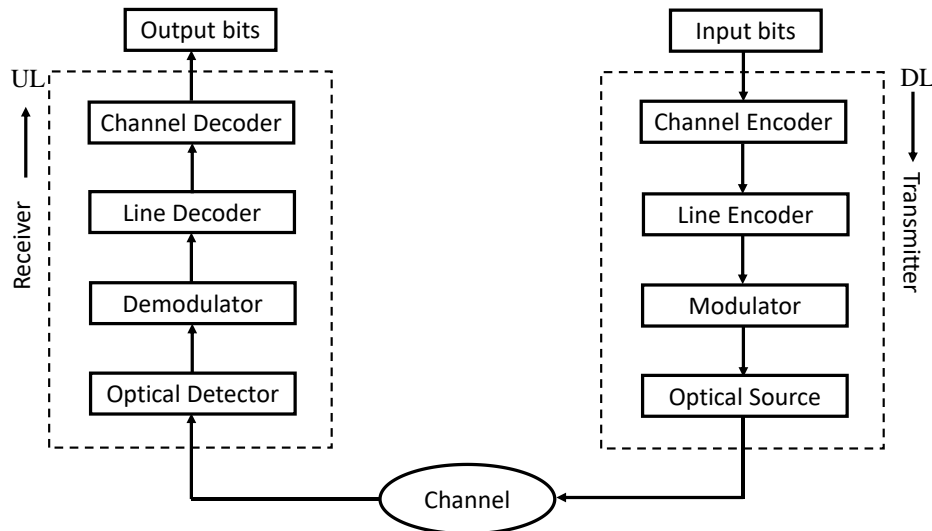 Output bits
Input bits
UL
DL
Channel Decoder
Channel Encoder
Line Decoder
Line Encoder
Receiver
Transmitter
Demodulator
Modulator
Optical Detector
Optical Source
Channel